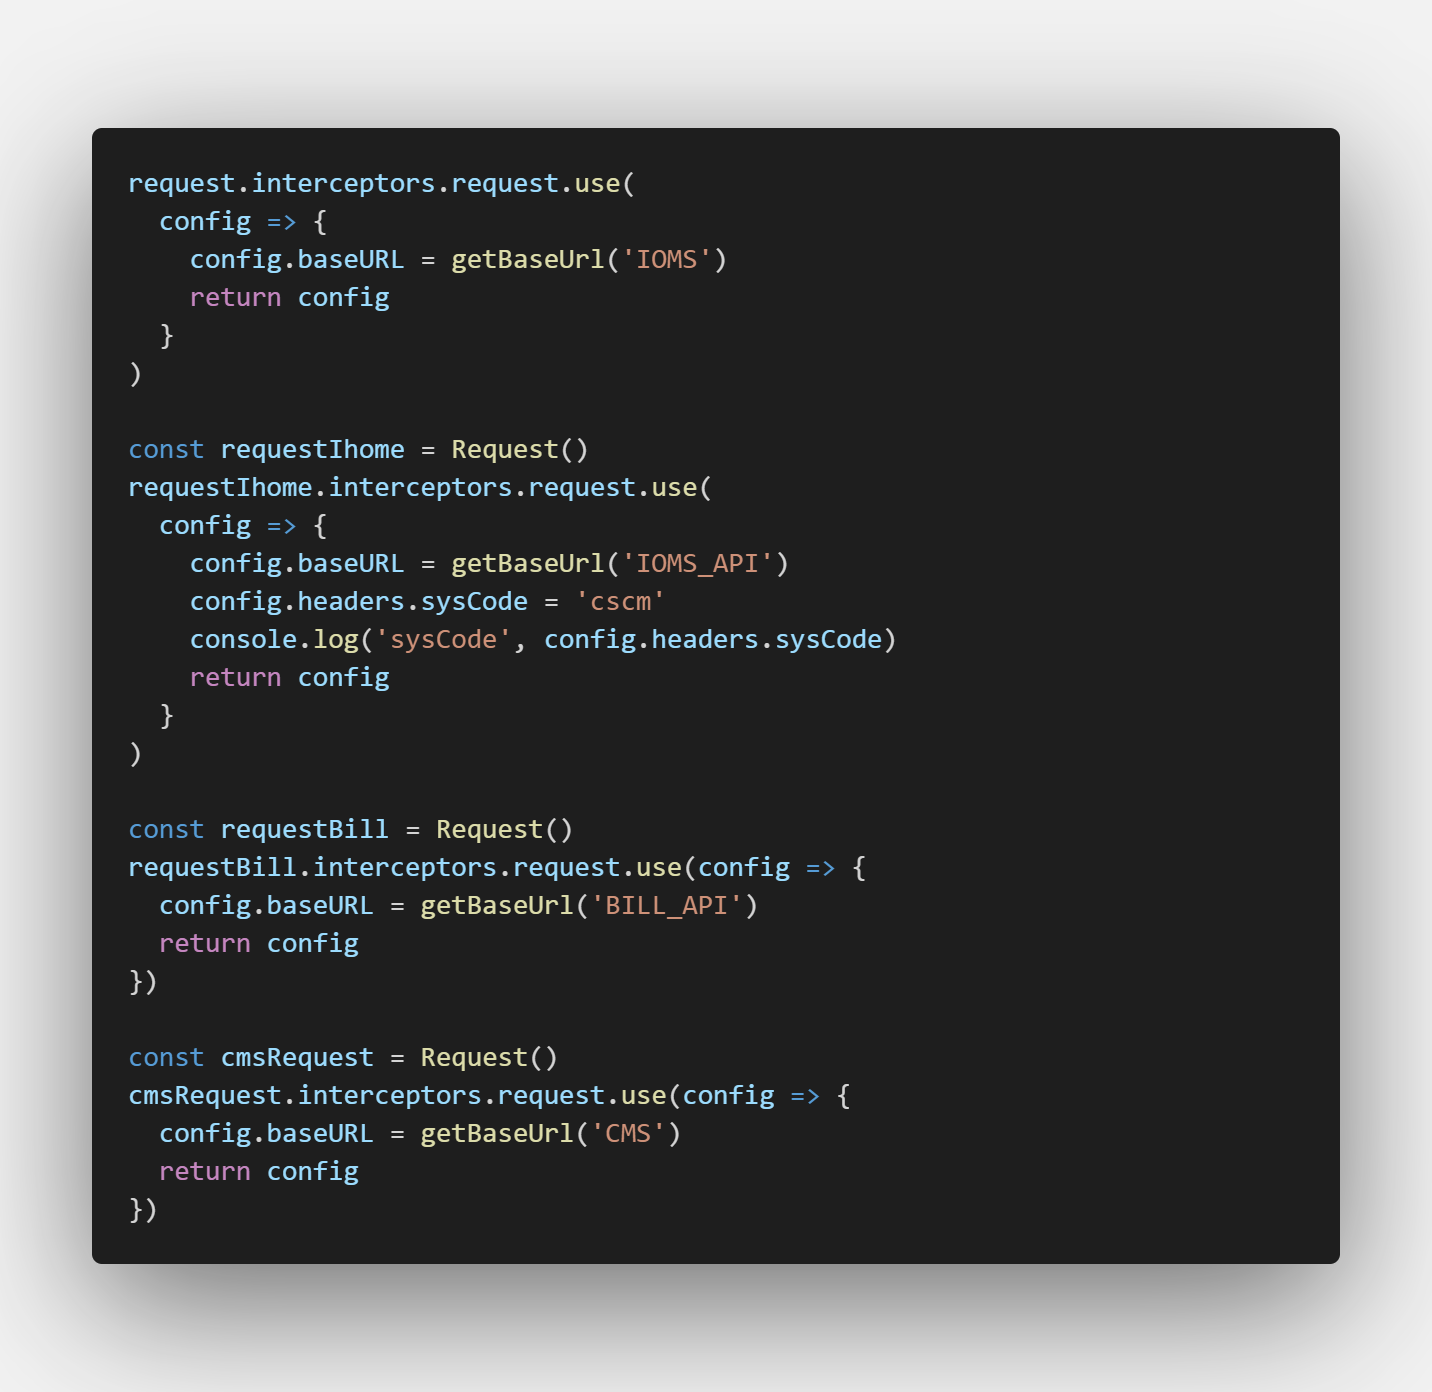 request.interceptors.request.use(
  config => {
    config.baseURL = getBaseUrl('IOMS')
    return config
  }
)

const requestIhome = Request()
requestIhome.interceptors.request.use(
  config => {
    config.baseURL = getBaseUrl('IOMS_API')
    config.headers.sysCode = 'cscm'
    console.log('sysCode', config.headers.sysCode)
    return config
  }
)

const requestBill = Request()
requestBill.interceptors.request.use(config => {
  config.baseURL = getBaseUrl('BILL_API')
  return config
})

const cmsRequest = Request()
cmsRequest.interceptors.request.use(config => {
  config.baseURL = getBaseUrl('CMS')
  return config
})